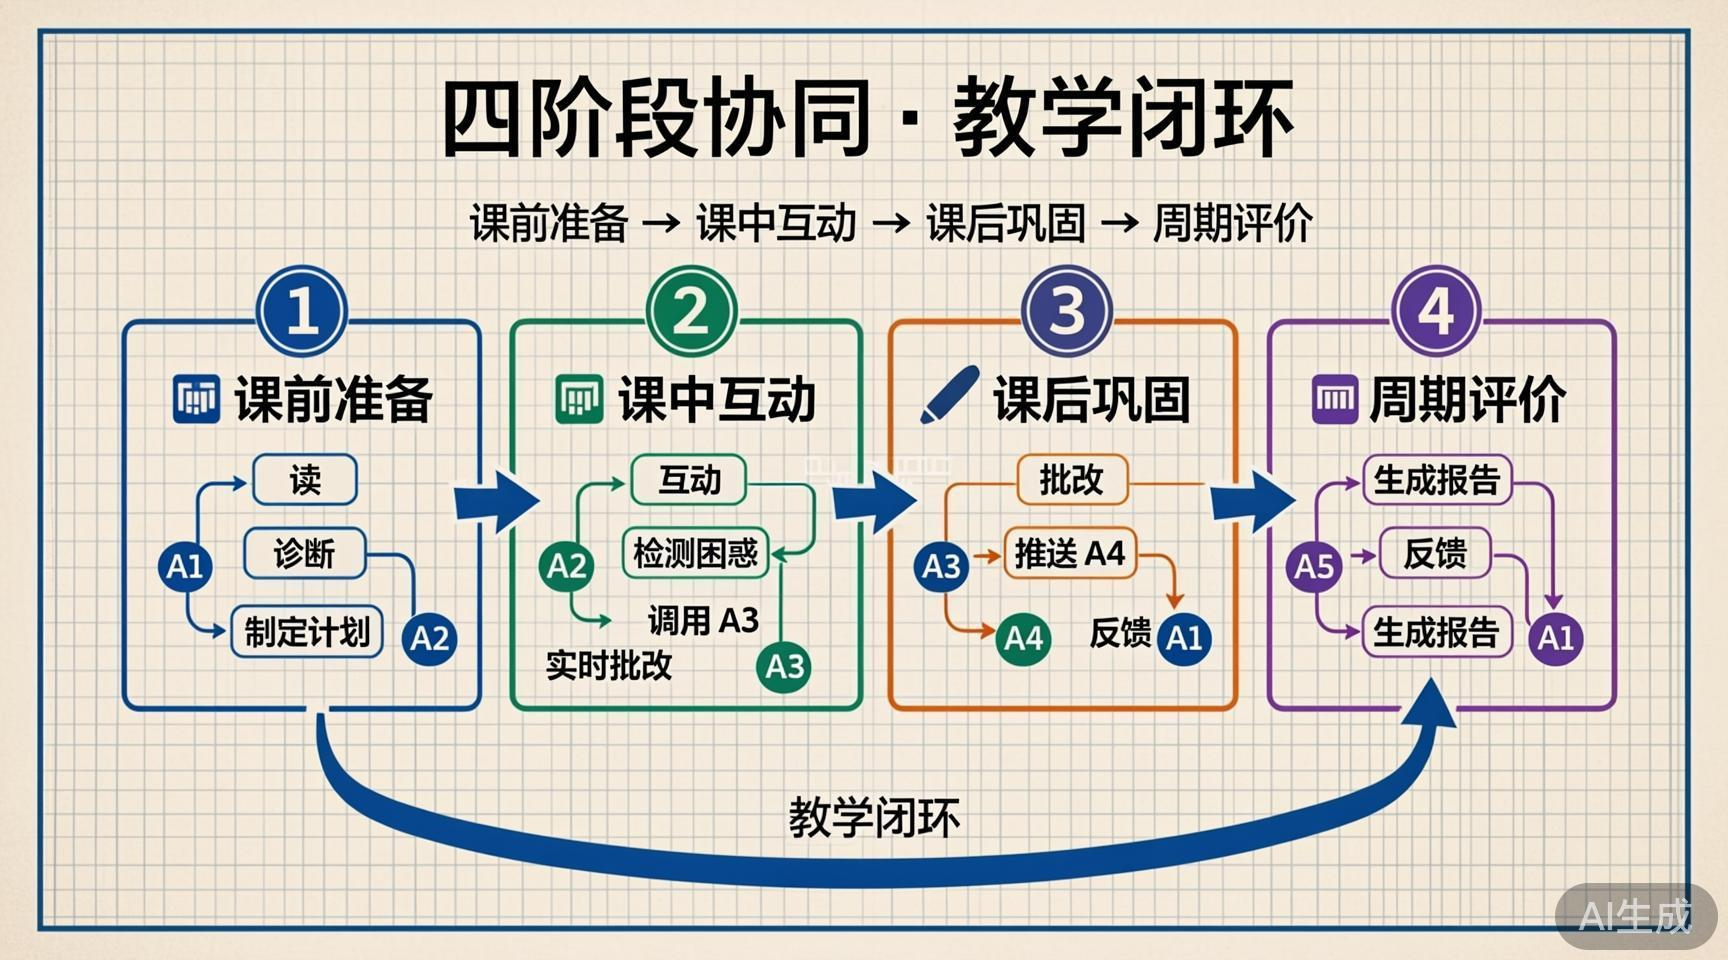 四阶段协同·教学闭环
课前准备→课中互动→课后巩固→周期评价
1
课前准备
读
A1
诊断
制定计划
A2
2
课中互动
互动
A2
检测困惑
调用 A3
实时批改
A3
3
课后巩固
批改
A3
推送 A4
A4
反馈 A1
4
周期评价
生成报告
A5
反馈
生成报告
A1
教学闭环
AI生成